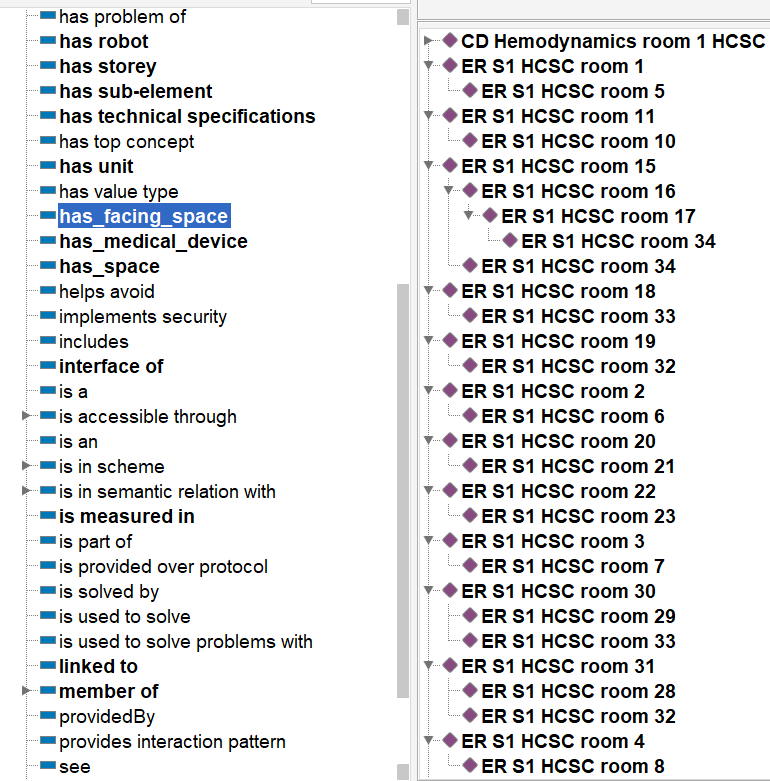 has problem of
has robot
has storey
has sub-element
has technical specifications
has top concept
has unit
has value type
has_facing_space
has_medical_device
has_space
helps avoid
implements security
includes
interface of
is a
is accessible through
is an
is in scheme
is in semantic relation with
is measured in
is part of
is provided over protocol
is solved by
is used to solve
is used to solve problems with
linked to
member of
providedBy
provides interaction pattern
see
CD Hemodynamics room 1 HCSC
ER S1 HCSC room 1
ER S1 HCSC room 5
ER S1 HCSC room 11
ER S1 HCSC room 10
ER S1 HCSC room 15
ER S1 HCSC room 16
ER S1 HCSC room 17
ER S1 HCSC room 34
ER S1 HCSC room 34
ER S1 HCSC room 18
ER S1 HCSC room 33
ER S1 HCSC room 19
ER S1 HCSC room 32
ER S1 HCSC room 2
ER S1 HCSC room 6
ER S1 HCSC room 20
ER S1 HCSC room 21
ER S1 HCSC room 22
ER S1 HCSC room 23
ER S1 HCSC room 3
ER S1 HCSC room 7
ER S1 HCSC room 30
ER S1 HCSC room 29
ER S1 HCSC room 33
ER S1 HCSC room 31
ER S1 HCSC room 28
ER S1 HCSC room 32
ER S1 HCSC room 4
ER S1 HCSC room 8